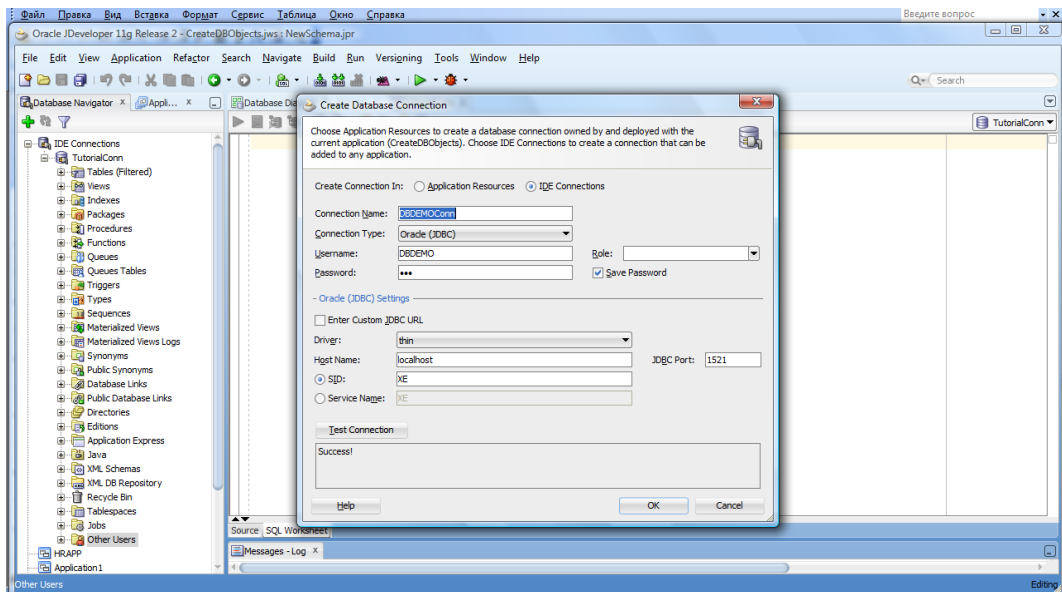 Файл Правка Вид Вставка Формат Сервис Таблица Окно Справка Введите вопрос
Oracle JDeveloper 11g Release 2 - CreateDBObjects.jws : NewSchema.jpr
File Edit View Application Refactor Search Navigate Build Run Versioning Tools Window Help
Search
Database Navigator Appli... Database Dia
TutorialConn
IDE Connections
TutorialConn
Tables (Filtered)
Views
Indexes
Packages
Procedures
Functions
Queues
Queues Tables
Triggers
Types
Sequences
Materialized Views
Materialized Views Logs
Synonyms
Public Synonyms
Database Links
Public Database Links
Directories
Editions
Application Express
Java
XML Schemas
XML DB Repository
Recycle Bin
Tablespaces
Jobs
Other Users
HRAPP
Application1
Create Database Connection
Choose Application Resources to create a database connection owned by and deployed with the
current application (CreateDBObjects). Choose IDE Connections to create a connection that can be
added to any application.
Create Connection In: Application Resources IDE Connections
Connection Name: DBDEMOConn
Connection Type: Oracle (JDBC)
Username: DBDEMO Role:
Password: ••• Save Password
- Oracle (JDBC) Settings
Enter Custom JDBC URL
Driver: thin
Host Name: localhost JDBC Port: 1521
SID: XE
Service Name: XE
Test Connection
Success!
Help OK Cancel
Source SQL Worksheet
Messages - Log
Other Users Editing